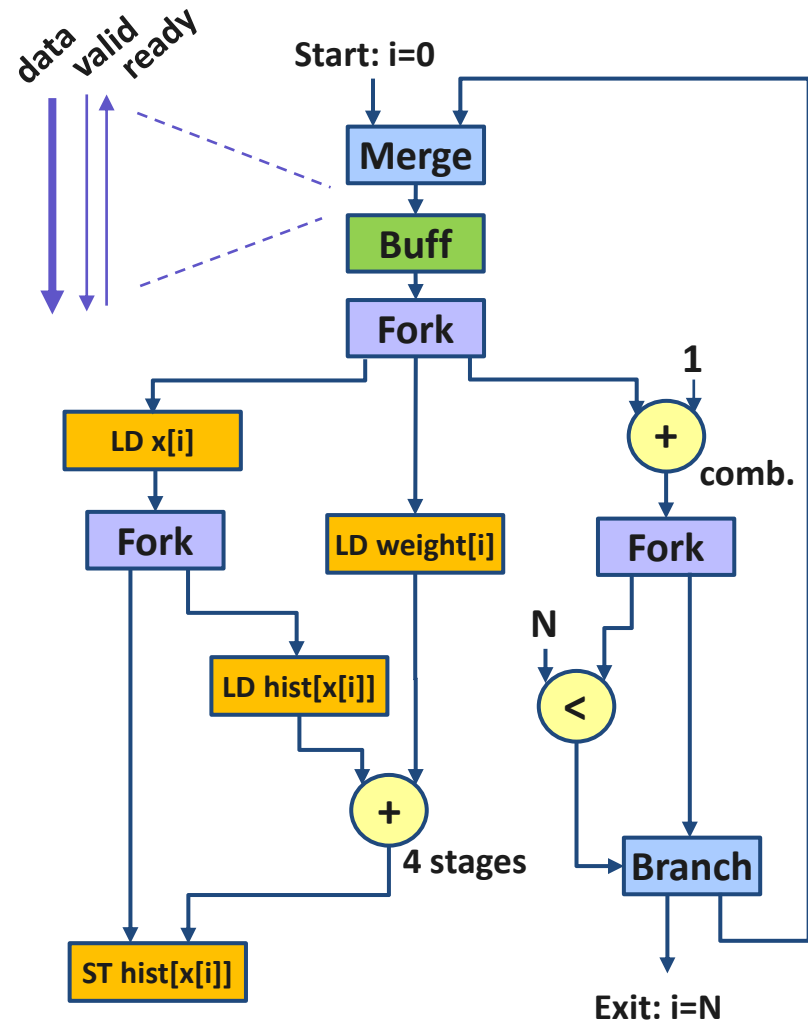 data
valid
ready
Start: i=0
Merge
Buff
Fork
1
LD x[i]
+
comb.
Fork
LD weight[i]
Fork
N
LD hist[x[i]]
<
+
4 stages
Branch
ST hist[x[i]]
Exit: i=N